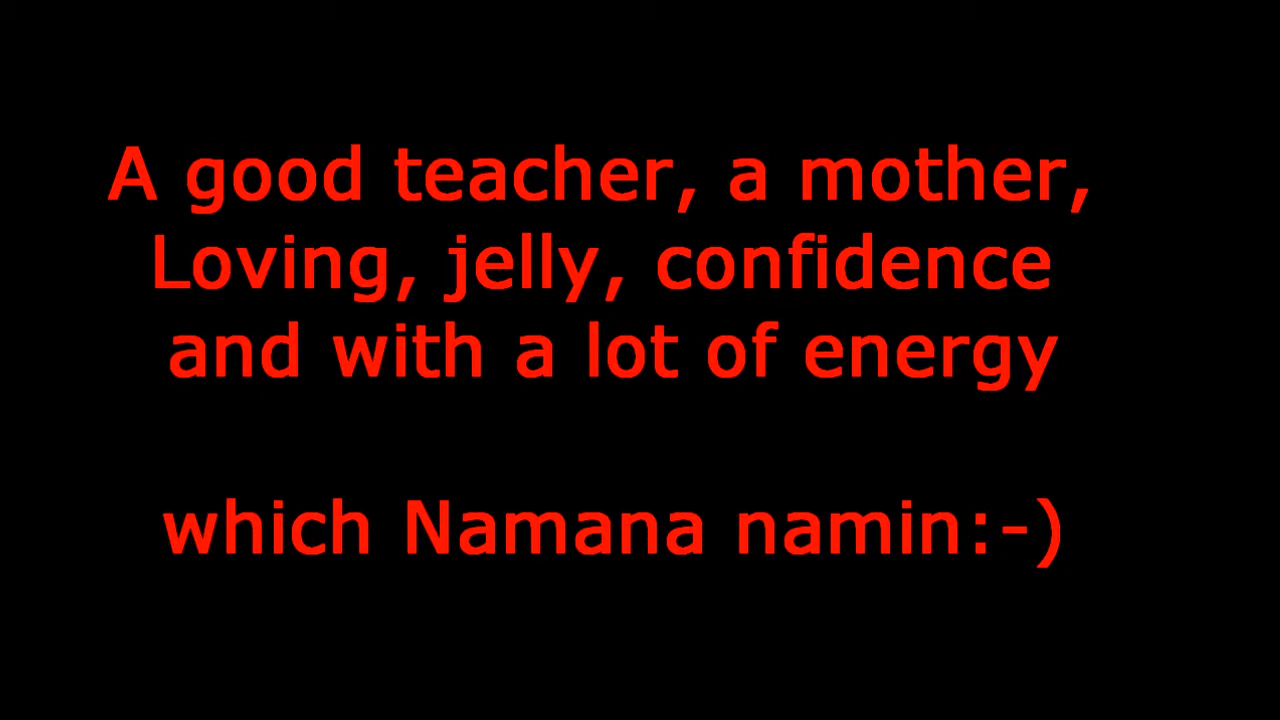 A good teacher, a mother,
Loving, jelly, confidence
and with a lot of energy
which Namana namin:-)